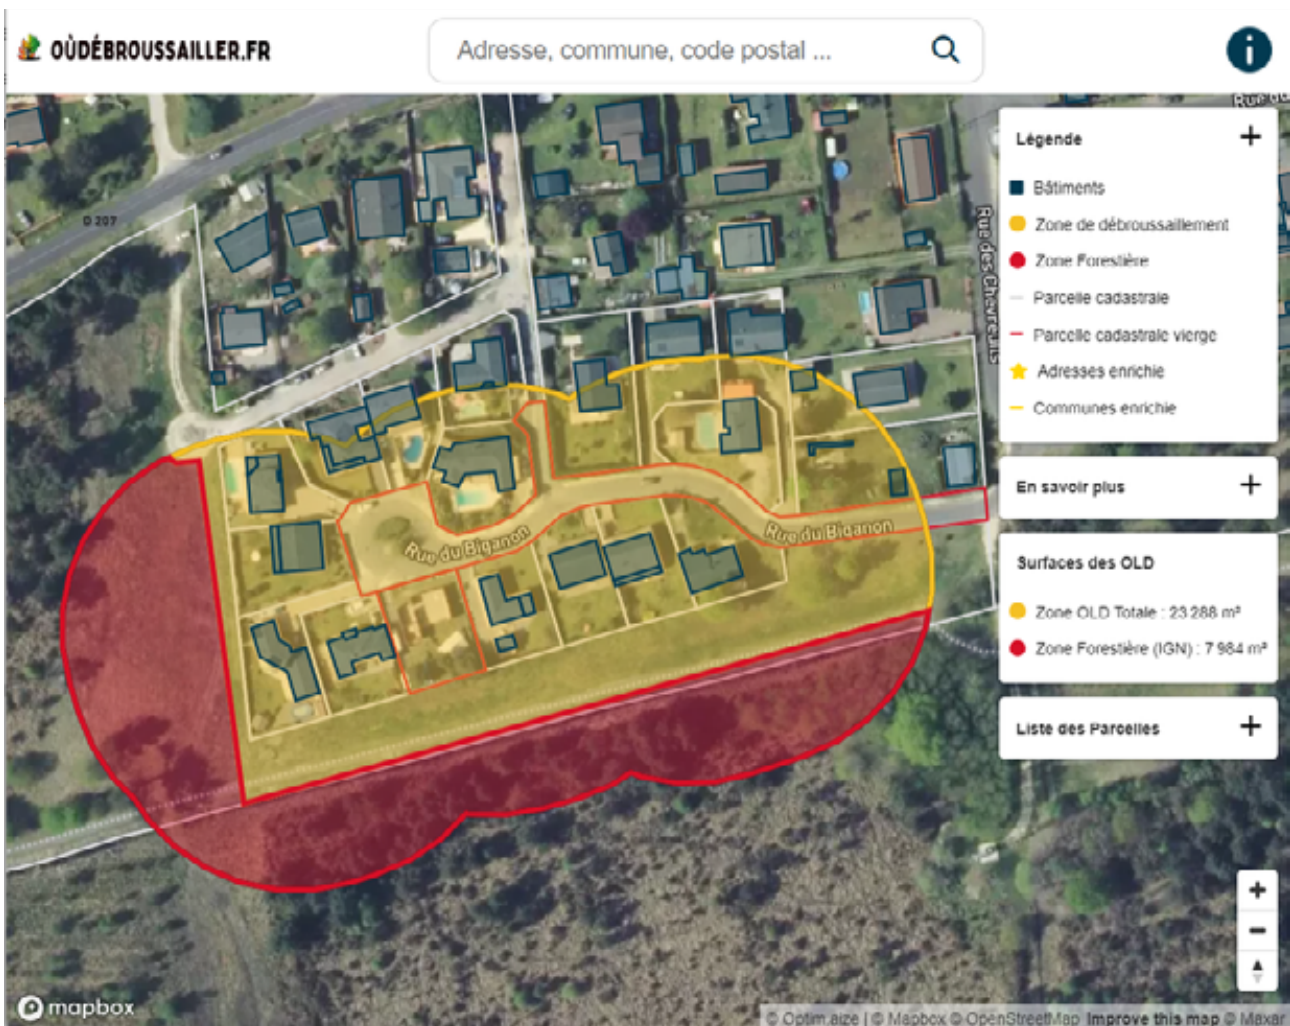 OÙDÉBROUSSAILLER.FR
Adresse, commune, code postal ...
i
Rue du
Légende
Bâtiments
Zone de débroussaillement
Zone Forestière
Parcelle cadastrale
Parcelle cadastrale vierge
Adresses enrichie
Communes enrichie
D 207
Rue des Chevreuils
En savoir plus
Rue du Biganon
Rue du Biganon
Surfaces des OLD
Zone OLD Totale : 23 288 m²
Zone Forestière (IGN) : 7 984 m²
Liste des Parcelles
mapbox
© Optim.aize | © Mapbox © OpenStreetMap Improve this map © Maxar